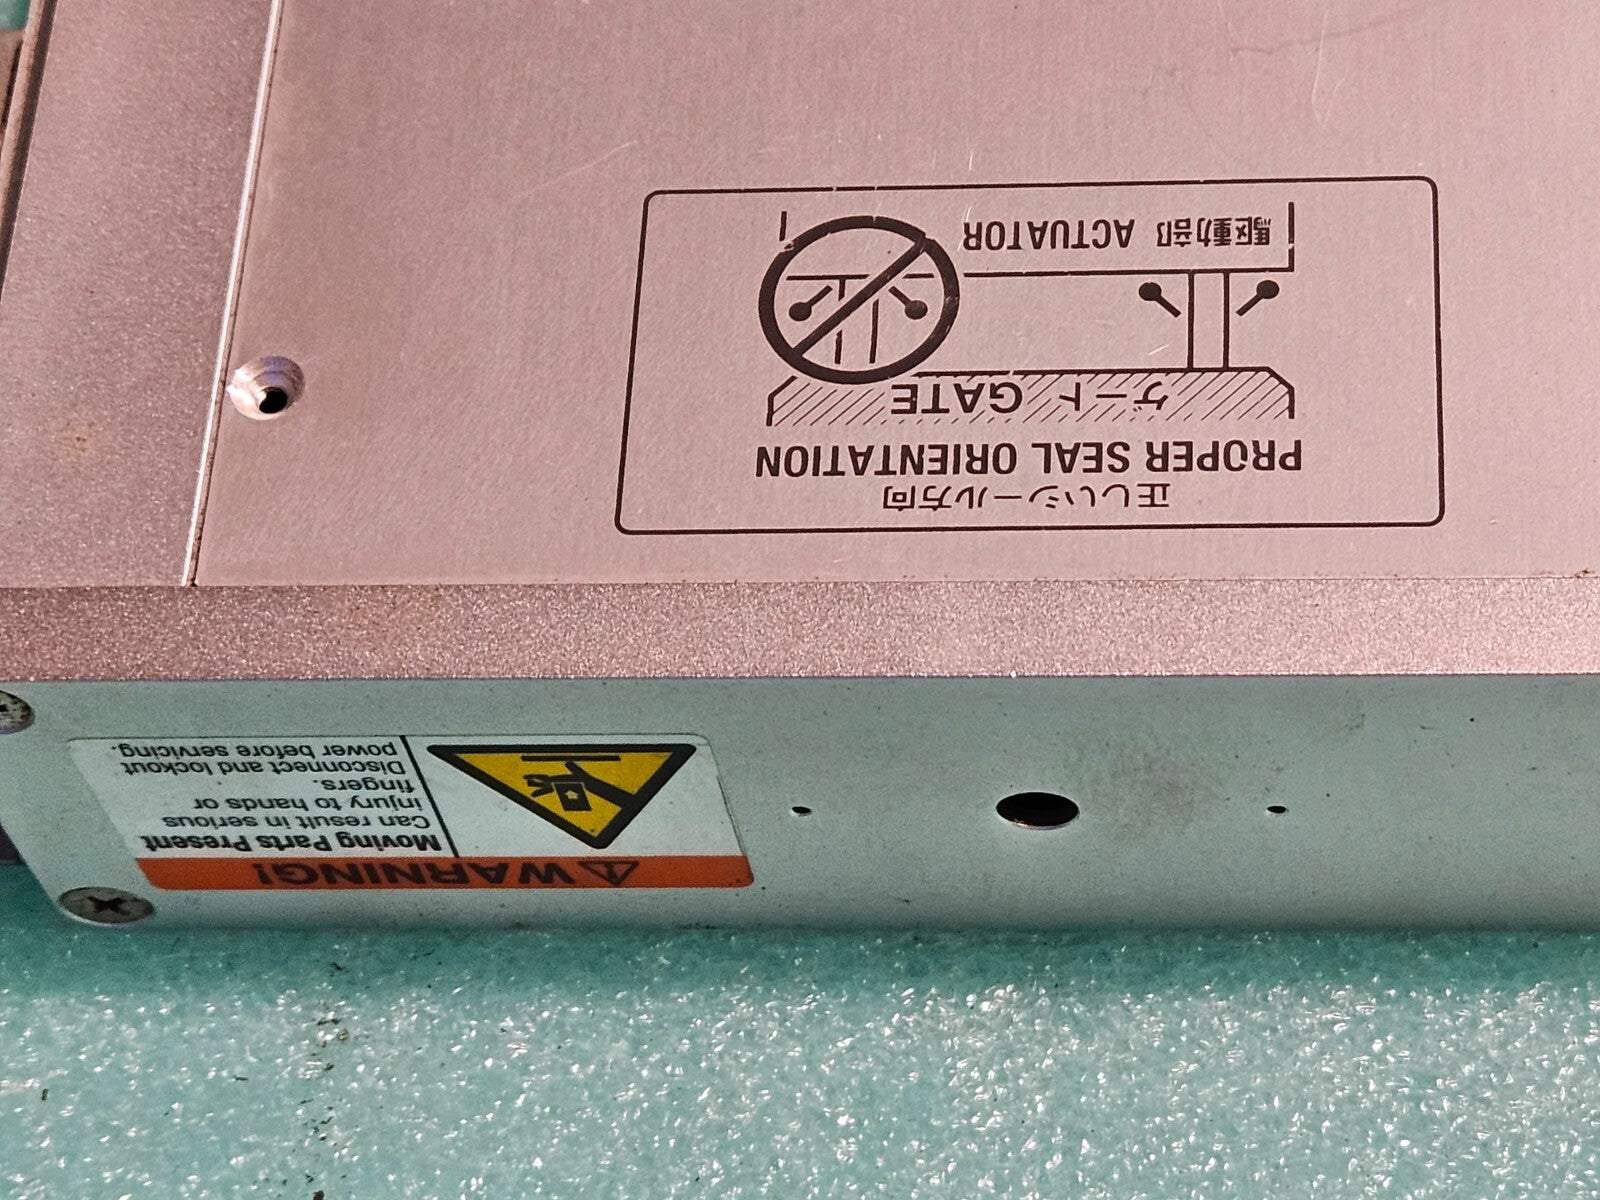 正しいシール方向
PROPER SEAL ORIENTATION
ゲート GATE
駆動部 ACTUATOR
WARNING!
Moving Parts Present
Can result in serious
injury to hands or
fingers.
Disconnect and lockout
power before servicing.